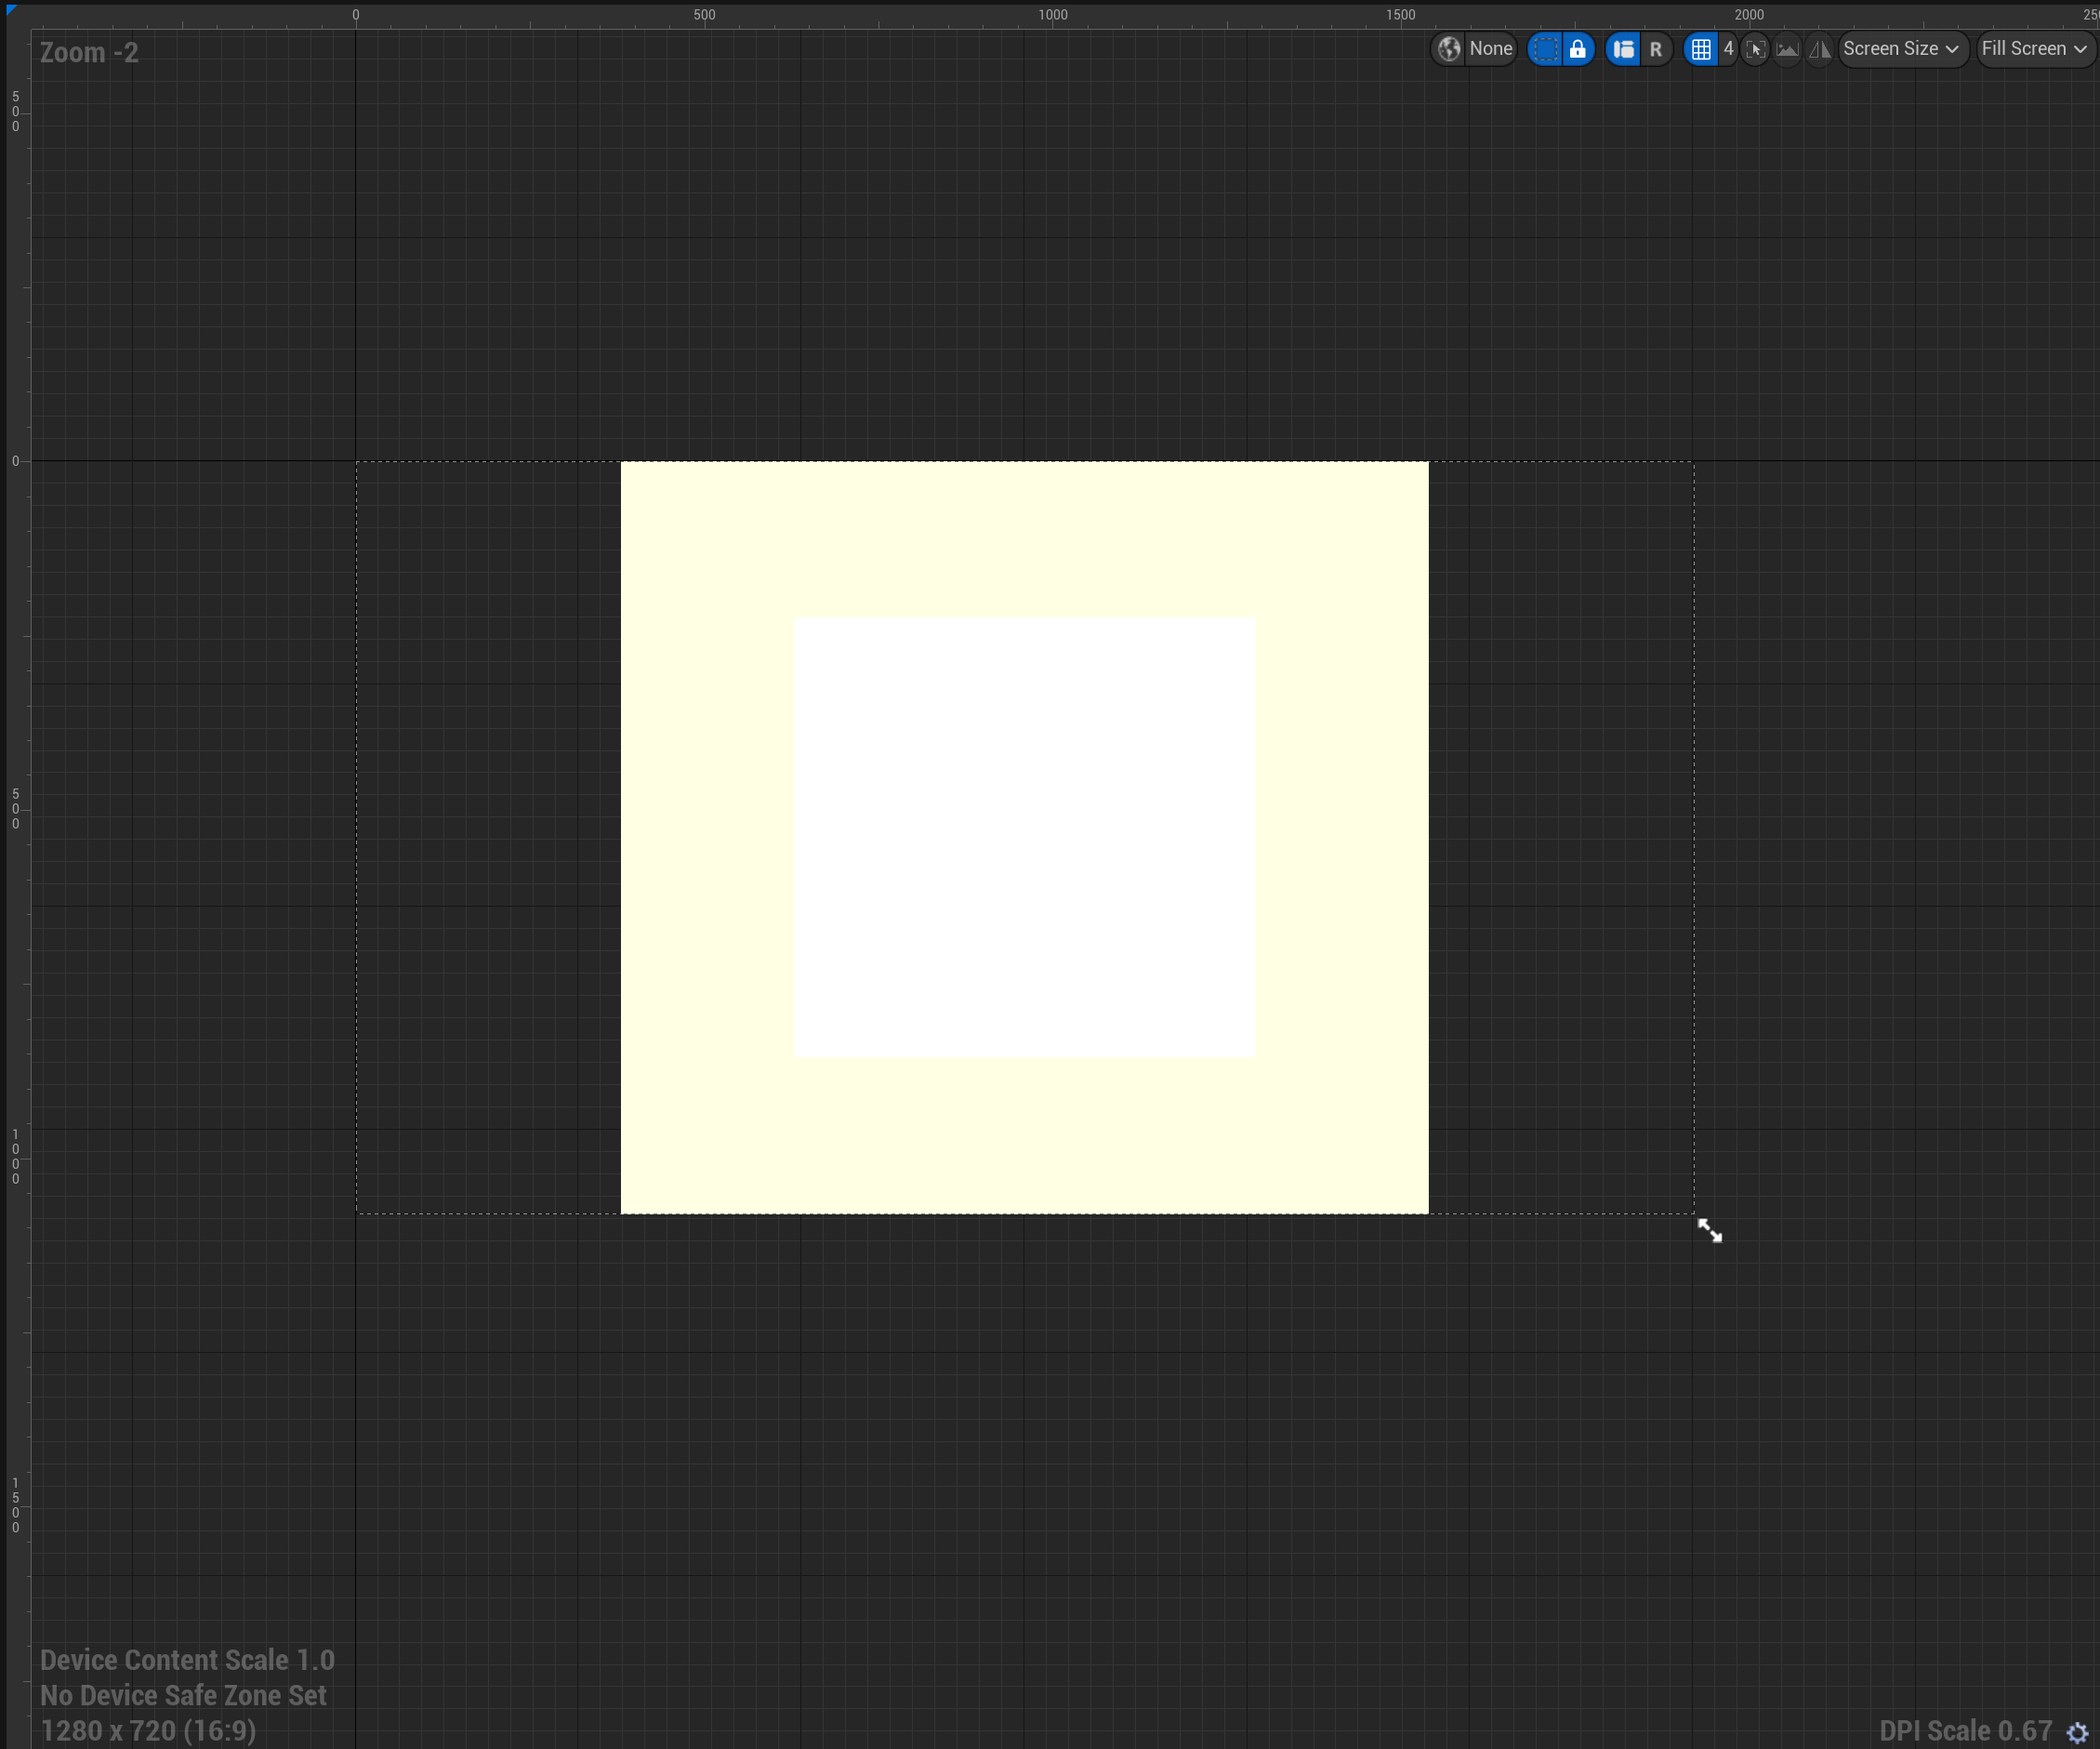 0 500 1000 1500 2000 250
Zoom -2
None R 4 Screen Size Fill Screen
500
0
500
1000
1500
Device Content Scale 1.0
No Device Safe Zone Set
1280 x 720 (16:9)
DPI Scale 0.67